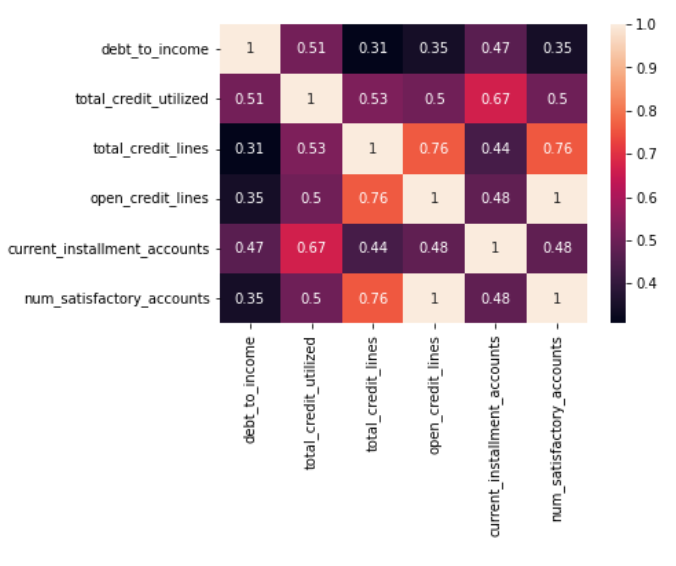 debt_to_income 1 0.51 0.31 0.35 0.47 0.35
total_credit_utilized 0.51 1 0.53 0.5 0.67 0.5
total_credit_lines 0.31 0.53 1 0.76 0.44 0.76
open_credit_lines 0.35 0.5 0.76 1 0.48 1
current_installment_accounts 0.47 0.67 0.44 0.48 1 0.48
num_satisfactory_accounts 0.35 0.5 0.76 1 0.48 1
debt_to_income
total_credit_utilized
total_credit_lines
open_credit_lines
current_installment_accounts
num_satisfactory_accounts
1.0
0.9
0.8
0.7
0.6
0.5
0.4